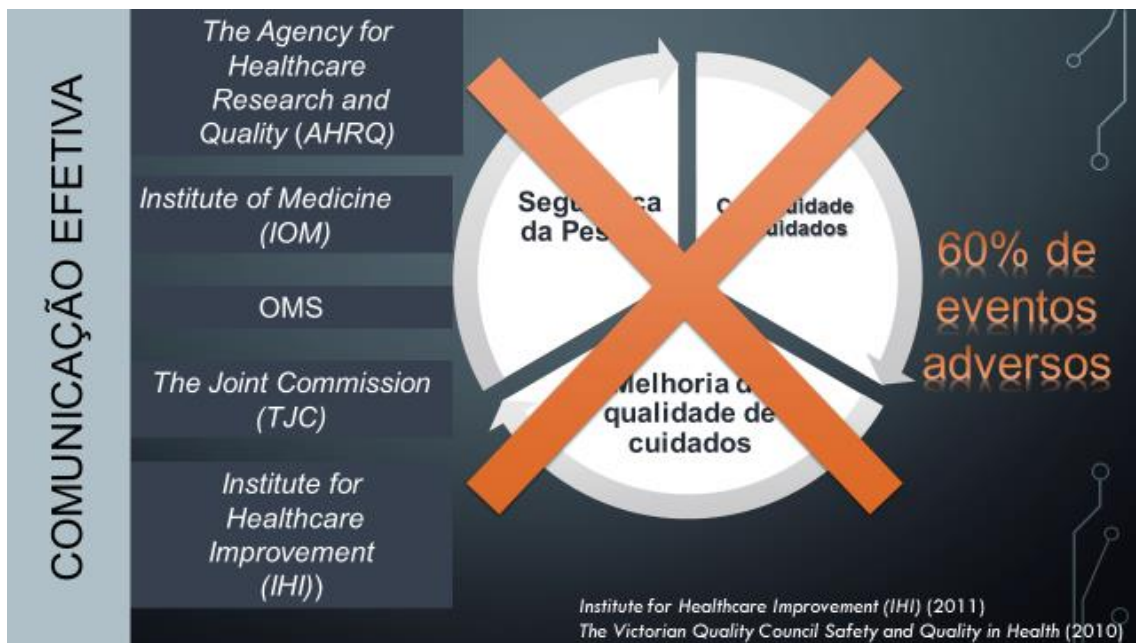 COMUNICAÇÃO EFETIVA
The Agency for
Healthcare
Research and
Quality (AHRQ)
Institute of Medicine
(IOM)
OMS
The Joint Commission
(TJC)
Institute for
Healthcare
Improvement
(IHI))
da
Melhoria
qualidade de
cuidados
60% de
eventos
adversos
Institute for Healthcare Improvement (IHI) (2011)
The Victorian Quality Council Safety and Quality in Health (2010)